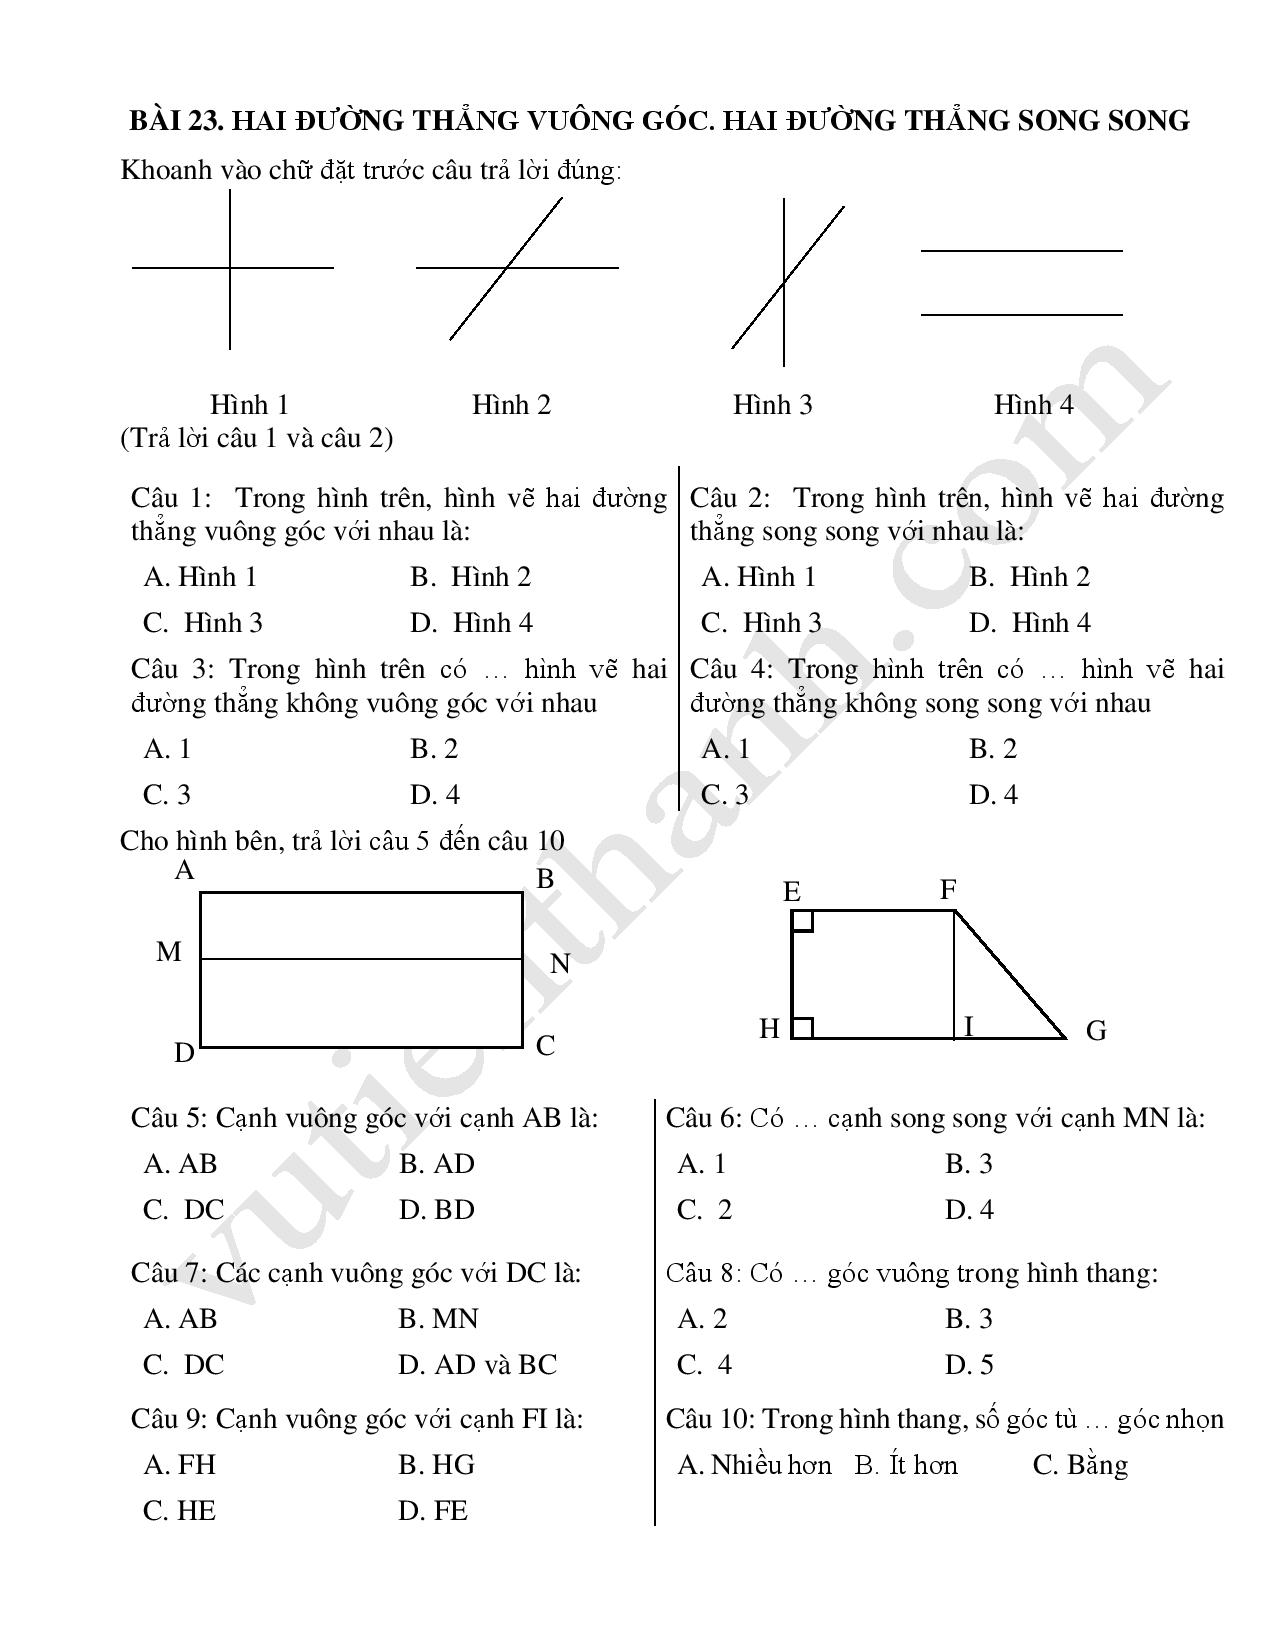 BÀI 23. HAI ĐƯỜNG THẲNG VUÔNG GÓC. HAI ĐƯỜNG THẲNG SONG SONG
Khoanh vào chữ đặt trước câu trả lời đúng:
Hình 1 Hình 2 Hình 3 Hình 4
(Trả lời câu 1 và câu 2)
Câu 1: Trong hình trên, hình vẽ hai đường
thẳng vuông góc với nhau là:
A. Hình 1 B. Hình 2
C. Hình 3 D. Hình 4
Câu 2: Trong hình trên, hình vẽ hai đường
thẳng song song với nhau là:
A. Hình 1 B. Hình 2
C. Hình 3 D. Hình 4
Câu 3: Trong hình trên có … hình vẽ hai
đường thẳng không vuông góc với nhau
A. 1 B. 2
C. 3 D. 4
Câu 4: Trong hình trên có … hình vẽ hai
đường thẳng không song song với nhau
A. 1 B. 2
C. 3 D. 4
Cho hình bên, trả lời câu 5 đến câu 10
A B
M N
D C
E F
H I G
Câu 5: Cạnh vuông góc với cạnh AB là:
A. AB B. AD
C. DC D. BD
Câu 6: Có … cạnh song song với cạnh MN là:
A. 1 B. 3
C. 2 D. 4
Câu 7: Các cạnh vuông góc với DC là:
A. AB B. MN
C. DC D. AD và BC
Câu 8: Có … góc vuông trong hình thang:
A. 2 B. 3
C. 4 D. 5
Câu 9: Cạnh vuông góc với cạnh FI là:
A. FH B. HG
C. HE D. FE
Câu 10: Trong hình thang, số góc tù … góc nhọn
A. Nhiều hơn B. Ít hơn C. Bằng